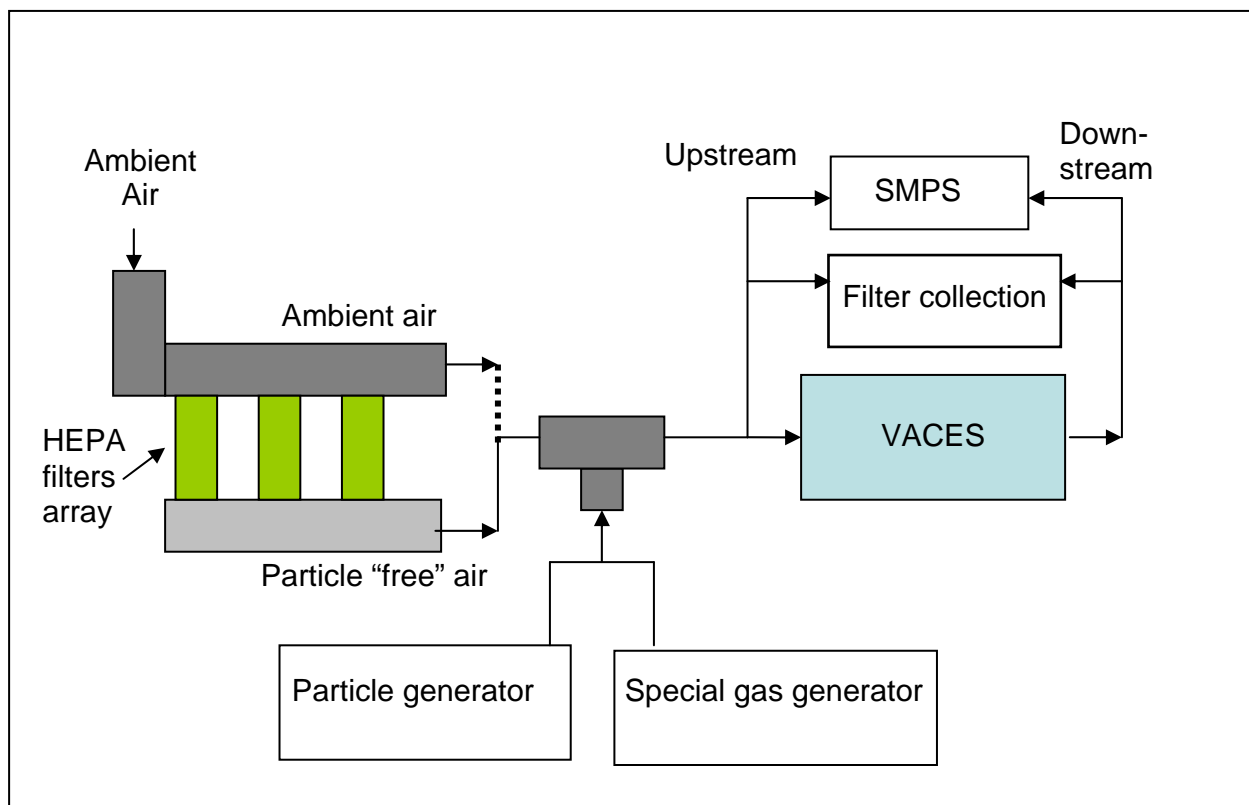 Ambient
Air
Ambient air
HEPA
filters
array
Particle “free” air
Upstream
Down-
stream
SMPS
Filter collection
VACES
Particle generator
Special gas generator